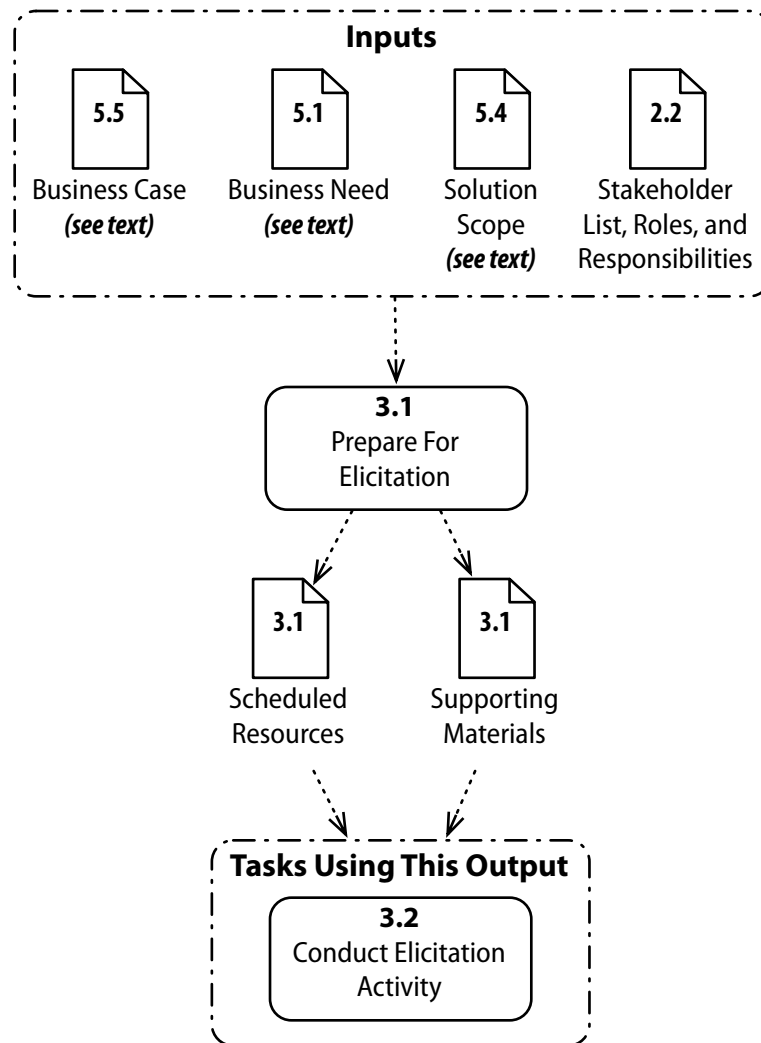 Inputs
5.5
5.1
5.4
2.2
Business Case
(see text)
Business Need
(see text)
Solution
Scope
(see text)
Stakeholder
List, Roles, and
Responsibilities
3.1
Prepare For
Elicitation
3.1
3.1
Scheduled
Resources
Supporting
Materials
Tasks Using This Output
3.2
Conduct Elicitation
Activity